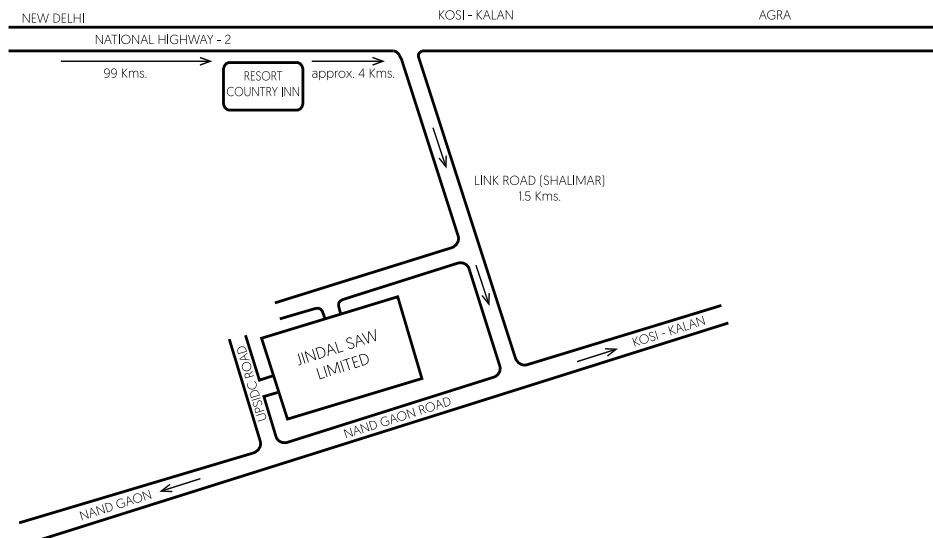 NEW DELHI
KOSI - KALAN
AGRA
NATIONAL HIGHWAY - 2
99 Kms.
RESORT
COUNTRY INN
approx. 4 Kms.
LINK ROAD (SHALIMAR)
1.5 Kms.
JINDAL SAW
LIMITED
UPSIDC ROAD
KOSI - KALAN
NAND GAON ROAD
NAND GAON